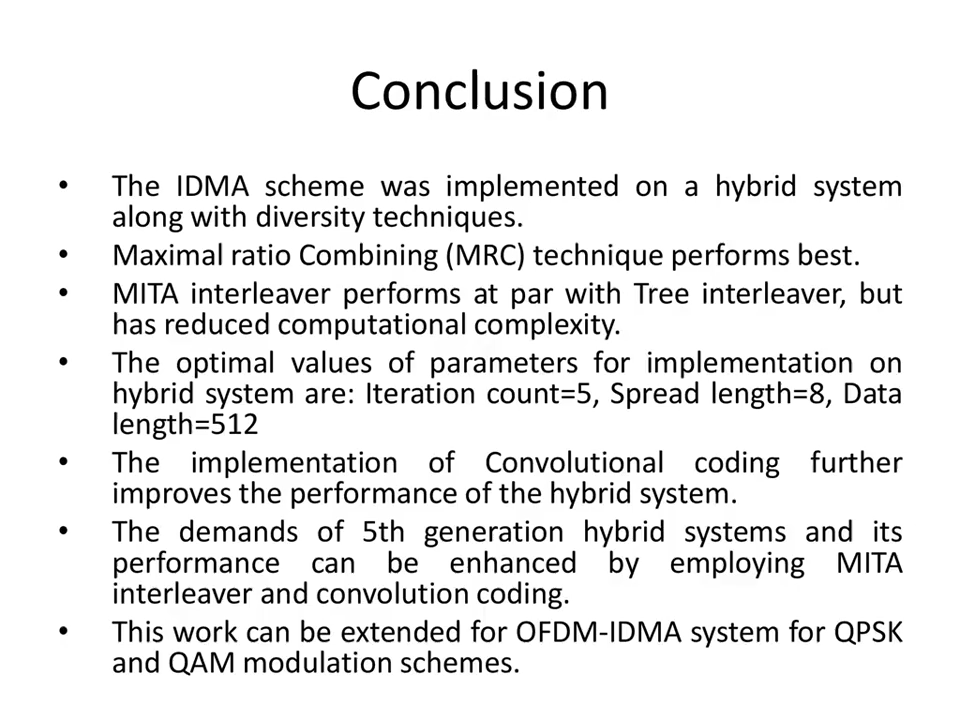 Conclusion
• The IDMA scheme was implemented on a hybrid system
along with diversity techniques.
• Maximal ratio Combining (MRC) technique performs best.
• MITA interleaver performs at par with Tree interleaver, but
has reduced computational complexity.
• The optimal values of parameters for implementation on
hybrid system are: Iteration count=5, Spread length=8, Data
length=512
• The implementation of Convolutional coding further
improves the performance of the hybrid system.
• The demands of 5th generation hybrid systems and its
performance can be enhanced by employing MITA
interleaver and convolution coding.
• This work can be extended for OFDM-IDMA system for QPSK
and QAM modulation schemes.